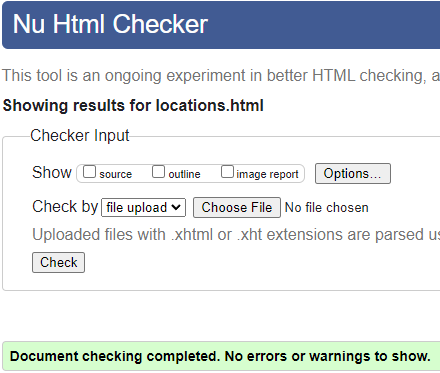 Nu Html Checker
This tool is an ongoing experiment in better HTML checking, a
Showing results for locations.html
Checker Input
Show source outline image report Options...
Check by file upload Choose File No file chosen
Uploaded files with .xhtml or .xht extensions are parsed us
Check
Document checking completed. No errors or warnings to show.